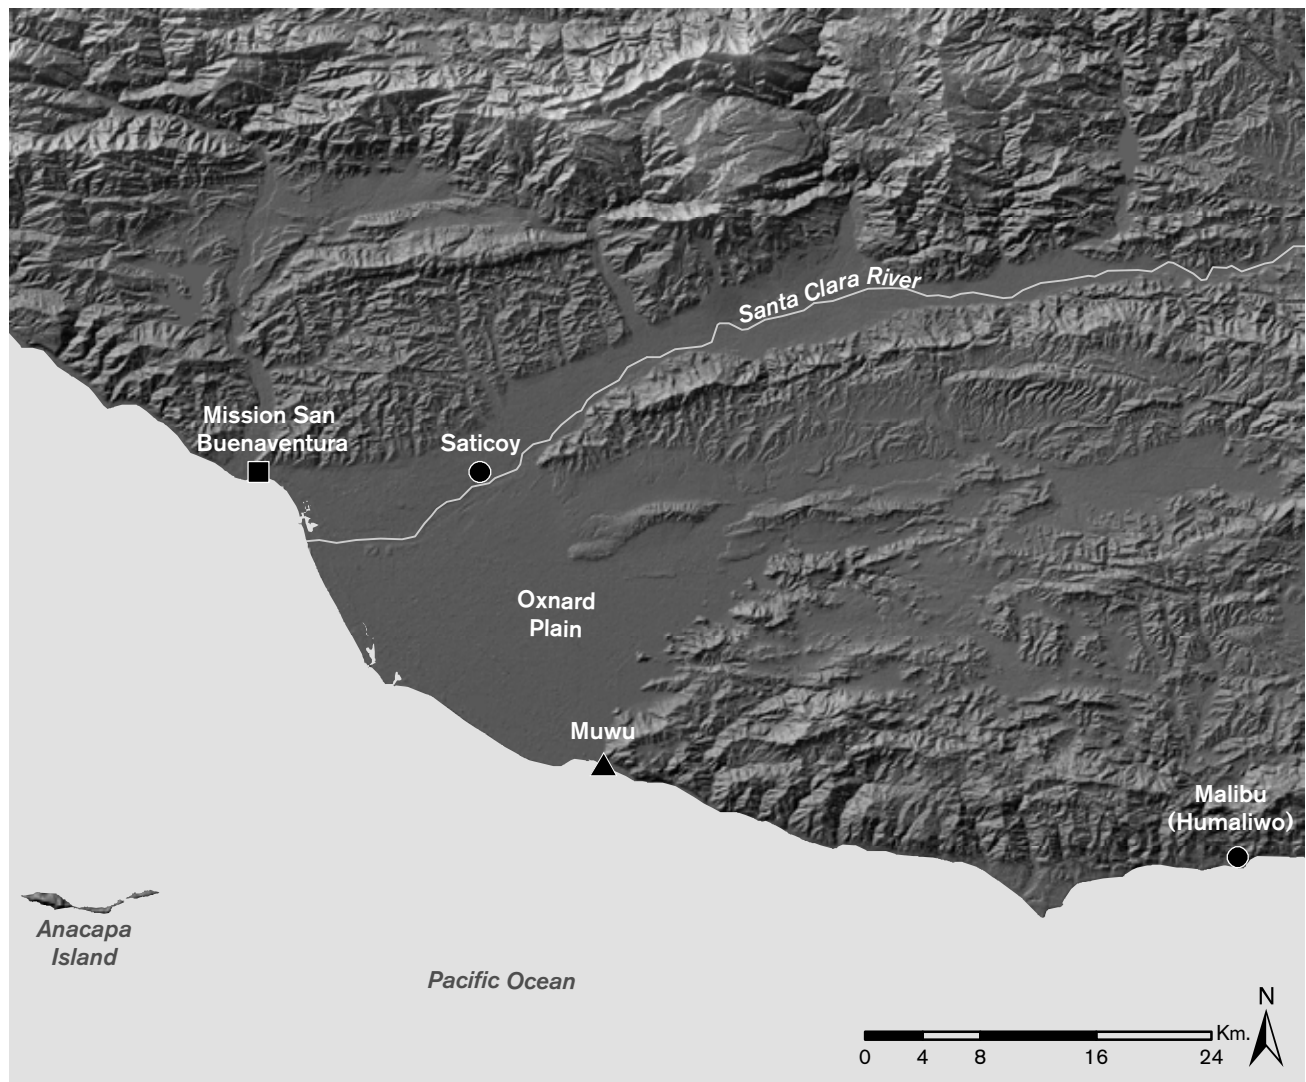 Santa Clara River
Mission San
Buenaventura
Saticoy
Oxnard
Plain
Muwu
Malibu
(Humaliwo)
Anacapa
Island
Pacific Ocean
N
Km.
0 4 8 16 24